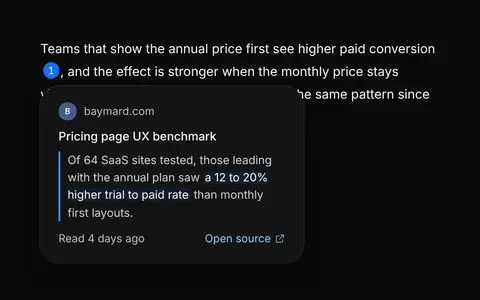 Teams that show the annual price first see higher paid conversion
1, and the effect is stronger when the monthly price stays
the same pattern since
B baymard.com
Pricing page UX benchmark
Of 64 SaaS sites tested, those leading
with the annual plan saw a 12 to 20%
higher trial to paid rate than monthly
first layouts.
Read 4 days ago Open source